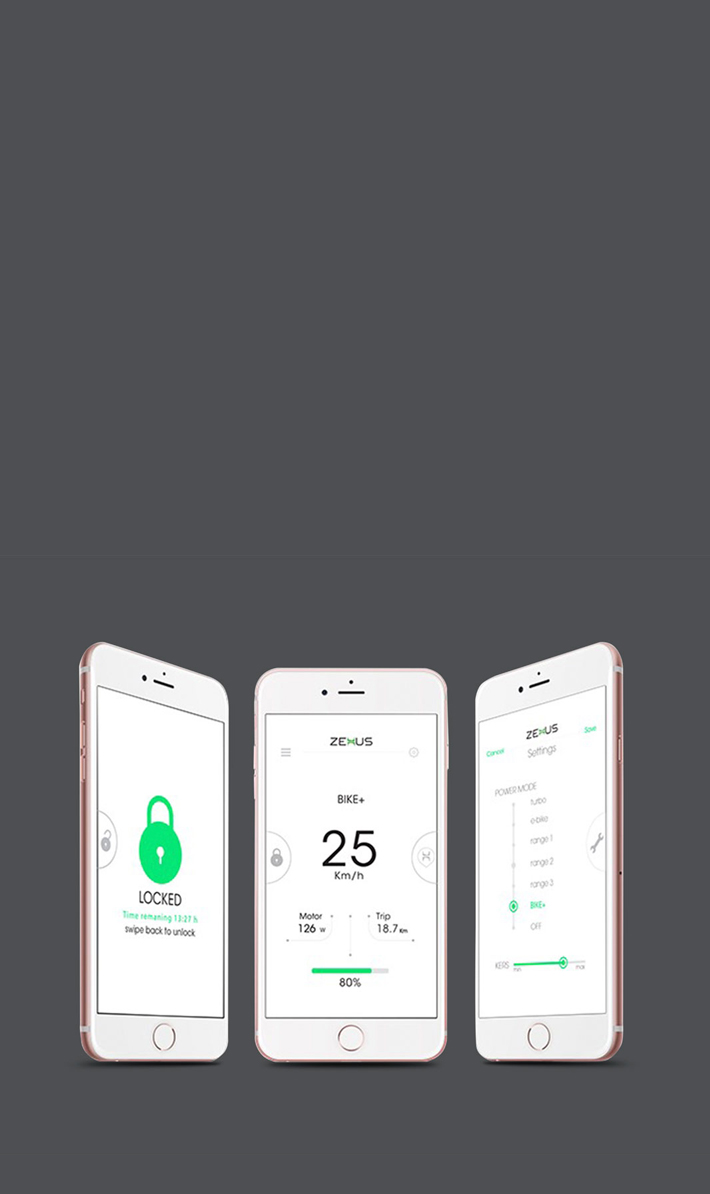 LOCKED
Time remening 13:27 h
swipe back to unlock
ZEHUS
BIKE+
25
Km/h
Motor
126 w
Trip
18.7 Km
80%
ZEHUS
Cancel
Save
Settings
POWER MODE
turbo
e-bike
range 1
range 2
range 3
BIKE+
OFF
KERS
min
max